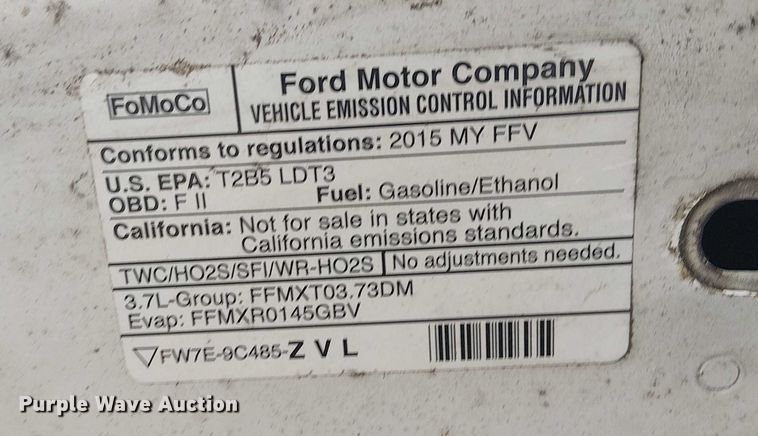 FoMoCo
Ford Motor Company
VEHICLE EMISSION CONTROL INFORMATION
Conforms to regulations: 2015 MY FFV
U.S. EPA: T2B5 LDT3
OBD: F II Fuel: Gasoline/Ethanol
California: Not for sale in states with
California emissions standards.
TWC/HO2S/SFI/WR-HO2S No adjustments needed.
3.7L-Group: FFMXT03.73DM
Evap: FFMXR0145GBV
FW7E-9C485-Z V L
Purple Wave Auction